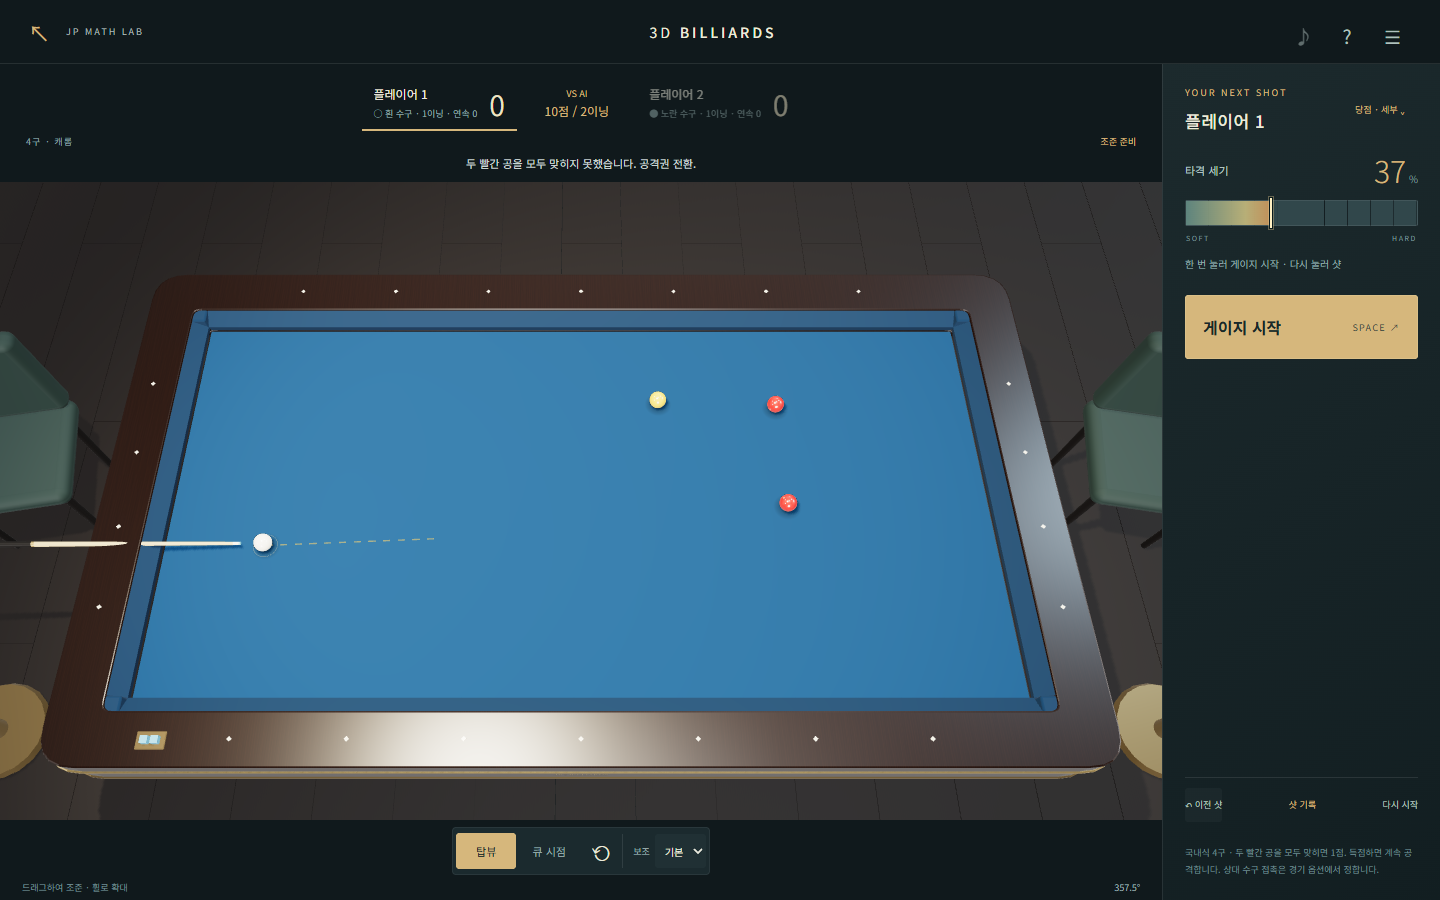 JP MATH LAB
3D BILLIARDS
?
플레이어 1
흰 수구 · 1이닝 · 연속 0
0
VS AI
10점 / 2이닝
플레이어 2
노란 수구 · 1이닝 · 연속 0
0
4구 · 캐롬
조준 준비
두 빨간 공을 모두 맞히지 못했습니다. 공격권 전환.
YOUR NEXT SHOT
플레이어 1
당점 · 세부
타격 세기
37 %
SOFT
HARD
한 번 눌러 게이지 시작 · 다시 눌러 샷
게이지 시작
SPACE ↗
↶ 이전 샷
샷 기록
다시 시작
국내식 4구 · 두 빨간 공을 모두 맞히면 1점. 득점하면 계속 공
격합니다. 상대 수구 접촉은 경기 옵션에서 정합니다.
탑뷰
큐 시점
보조
기본
드래그하여 조준 · 휠로 확대
357.5°